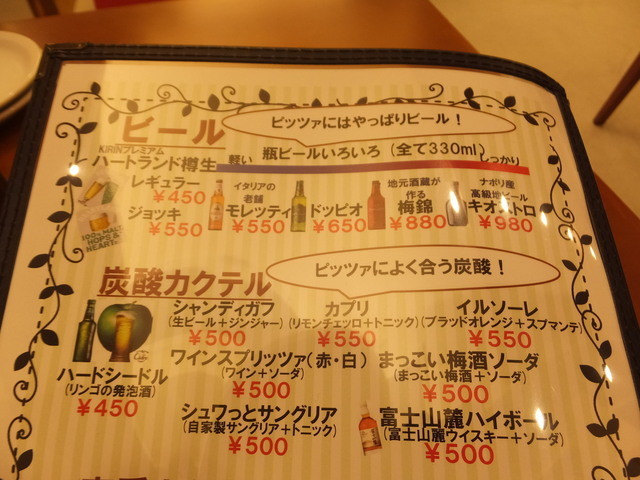 ビール
ピッツァにはやっぱりビール！
KIRINプレミアム
ハートランド樽生
軽い
瓶ビールいろいろ（全て330ml）
しっかり
レギュラー
￥450
ジョッキ
￥550
イタリアの
老舗
モレッティ
￥550
ドッピオ
￥650
地元酒蔵が
作る
梅錦
￥880
ナポリ産
高級地ビール
キオストロ
￥980
100% MALT
HOPS &
HEART
炭酸カクテル
ピッツァによく合う炭酸！
シャンディガフ
（生ビール＋ジンジャー）
￥500
カプリ
（リモンチェッロ＋トニック）
￥550
イルソーレ
（ブラッドオレンジ＋スプマンテ）
￥550
ハードシードル
（リンゴの発泡酒）
￥450
ワインスプリッツァ（赤・白）
（ワイン＋ソーダ）
￥500
まっこい梅酒ソーダ
（まっこい梅酒＋ソーダ）
￥500
シュワっとサングリア
（自家製サングリア＋トニック）
￥500
富士山麓ハイボール
（富士山麓ウイスキー＋ソーダ）
￥500